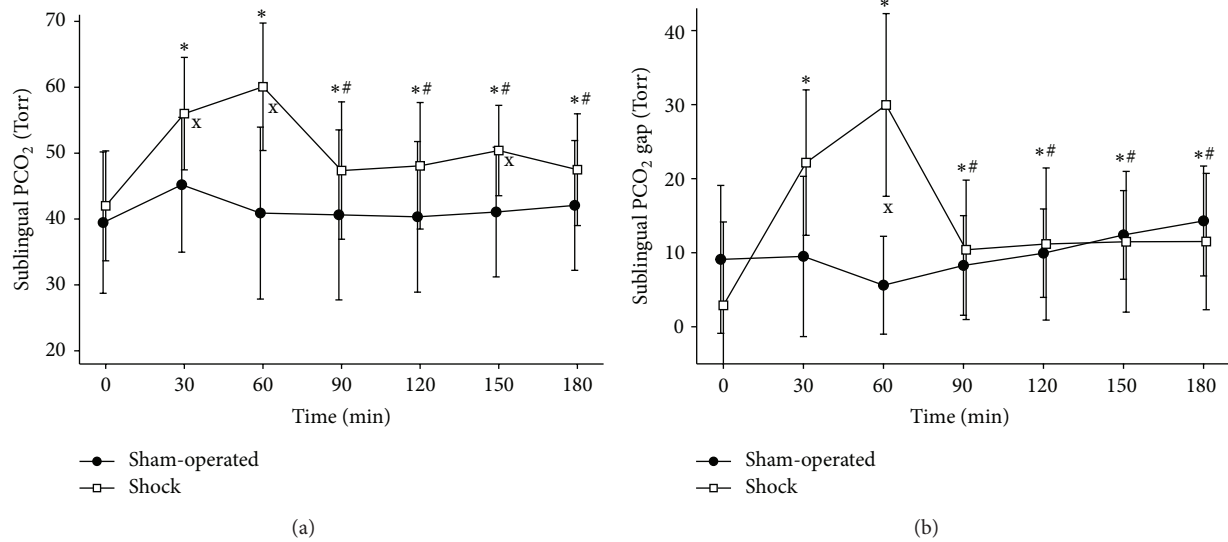 70
60
50
40
30
20
Sublingual PCO₂ (Torr)
*
*
*#
*#
*#
*#
x
x
x
0 30 60 90 120 150 180
Time (min)
Sham-operated
Shock
(a)
40
30
20
10
0
Sublingual PCO₂ gap (Torr)
*
*
*#
*#
*#
*#
x
0 30 60 90 120 150 180
Time (min)
Sham-operated
Shock
(b)